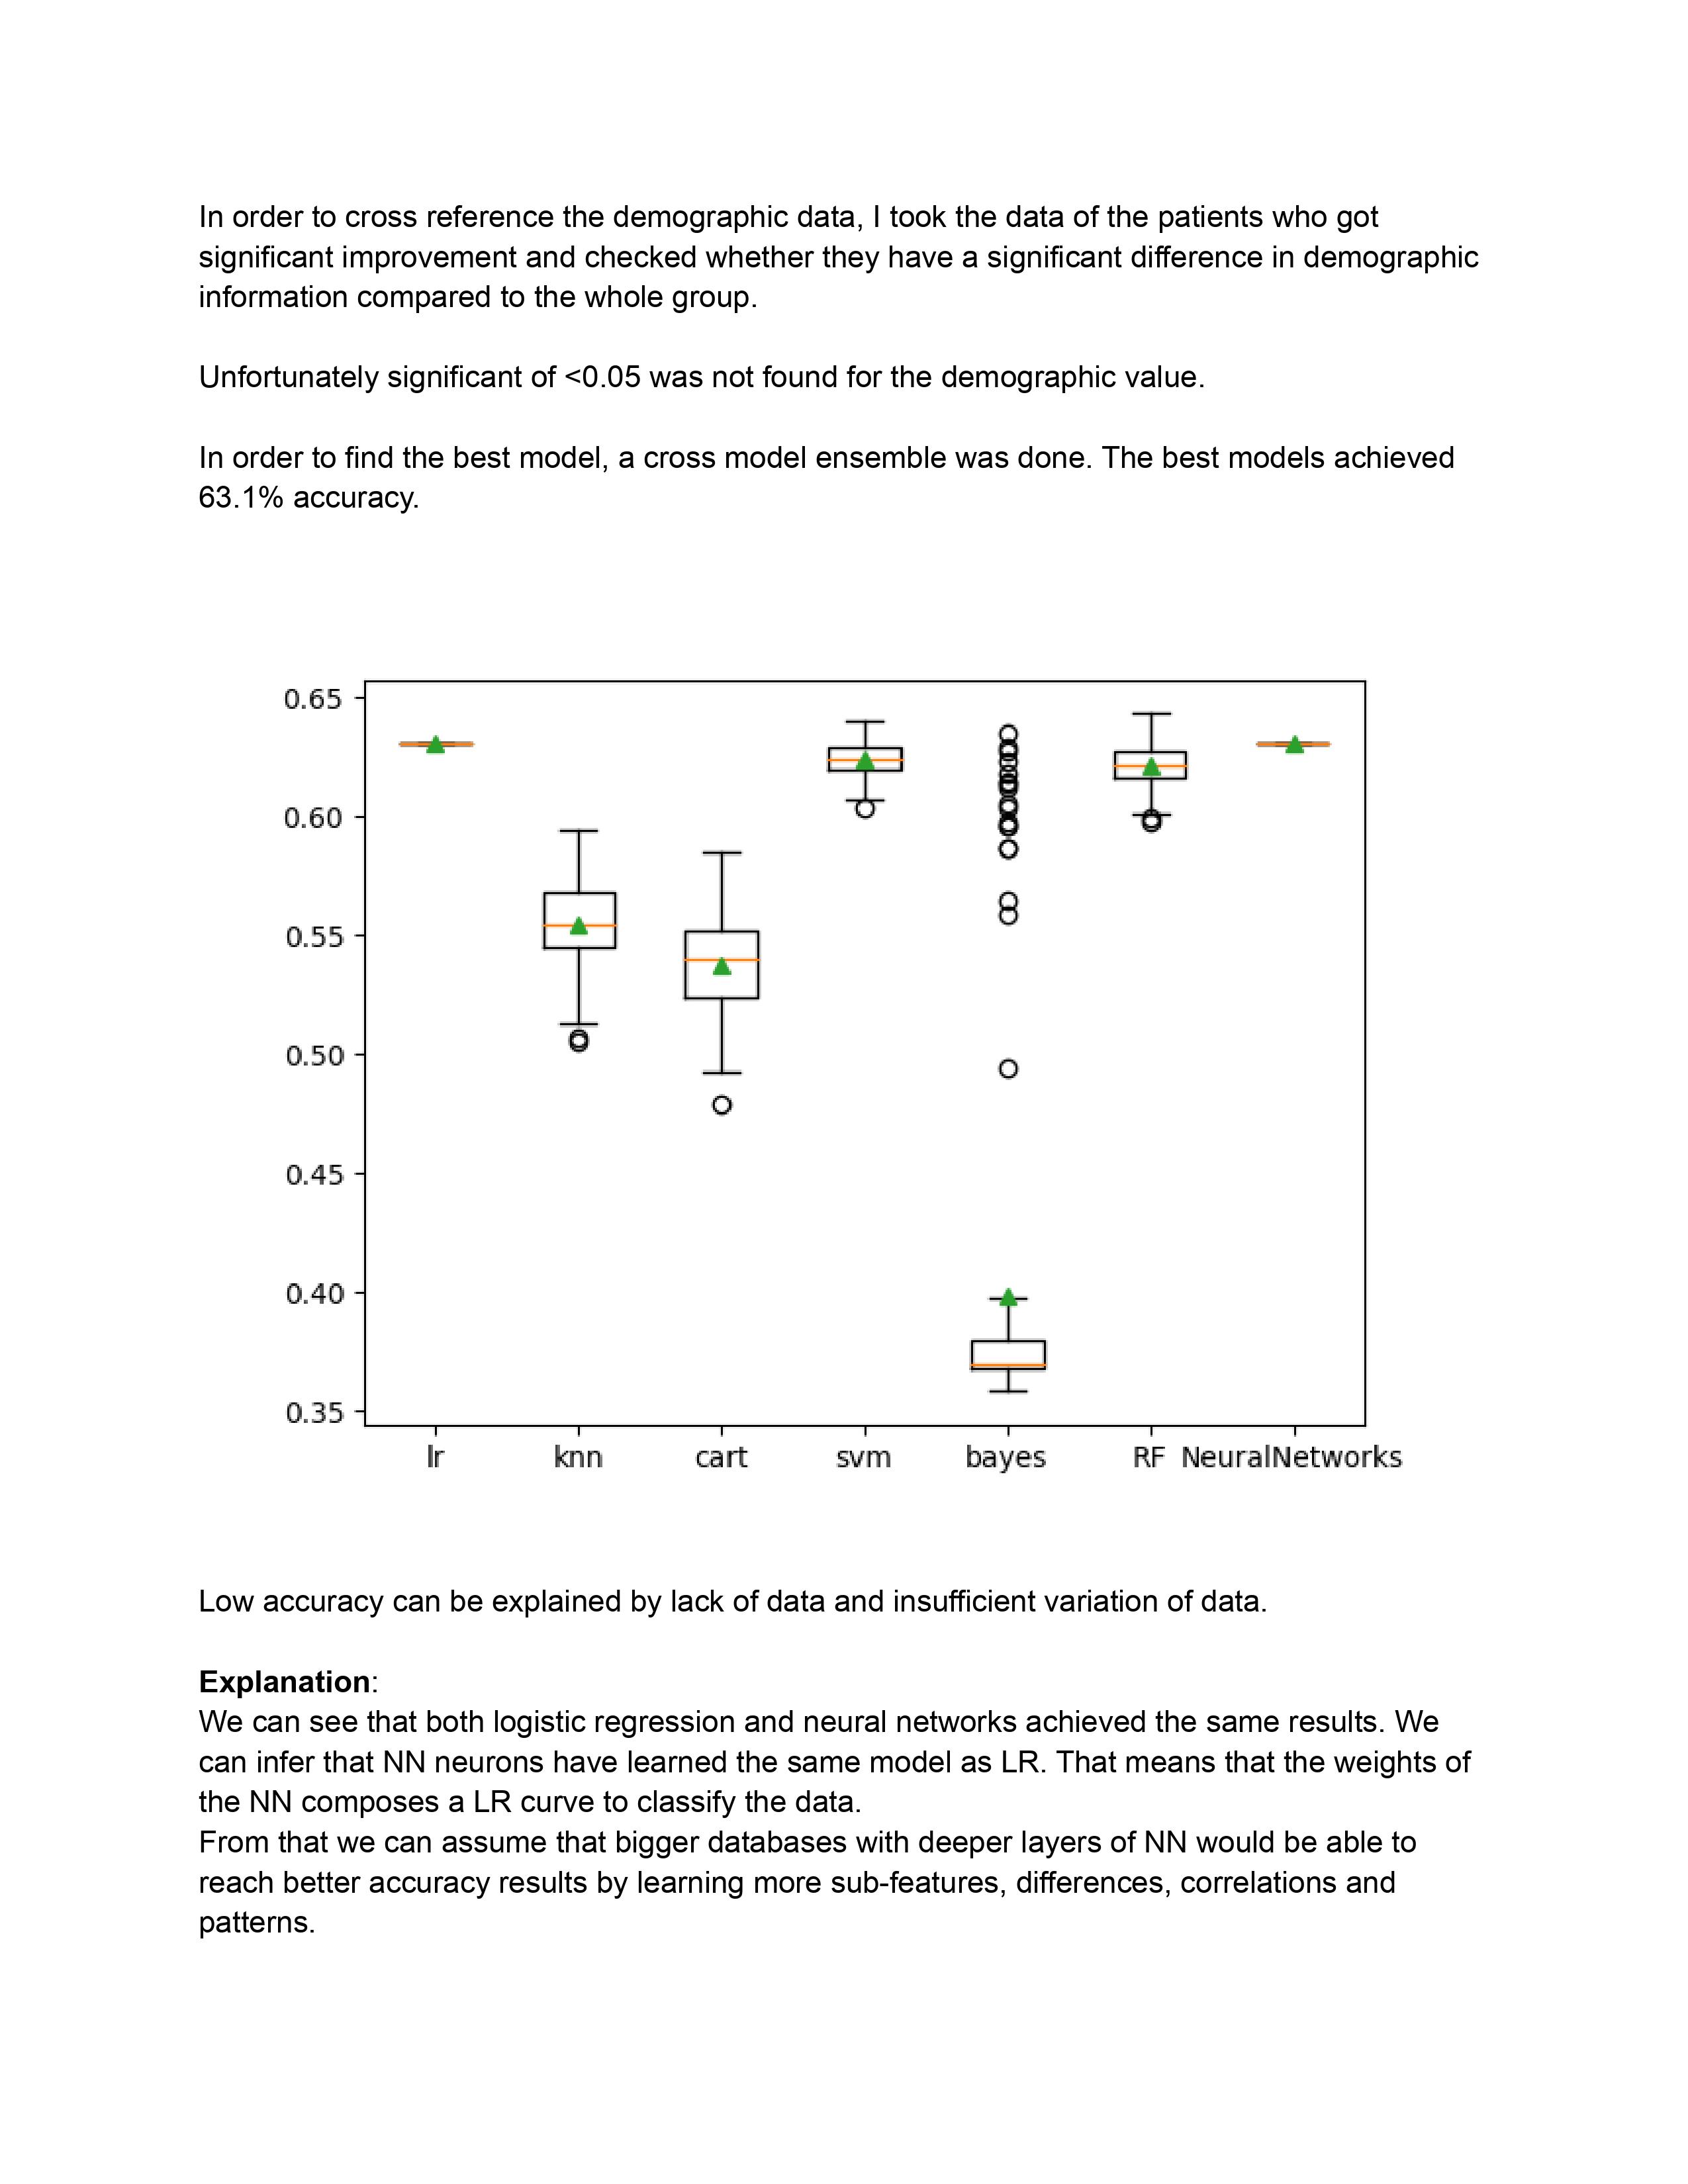 In order to cross reference the demographic data, I took the data of the patients who got
significant improvement and checked whether they have a significant difference in demographic
information compared to the whole group.
Unfortunately significant of <0.05 was not found for the demographic value.
In order to find the best model, a cross model ensemble was done. The best models achieved
63.1% accuracy.
0.65
0.60
0.55
0.50
0.45
0.40
0.35
lr knn cart svm bayes RF NeuralNetworks
Low accuracy can be explained by lack of data and insufficient variation of data.
Explanation:
We can see that both logistic regression and neural networks achieved the same results. We
can infer that NN neurons have learned the same model as LR. That means that the weights of
the NN composes a LR curve to classify the data.
From that we can assume that bigger databases with deeper layers of NN would be able to
reach better accuracy results by learning more sub-features, differences, correlations and
patterns.